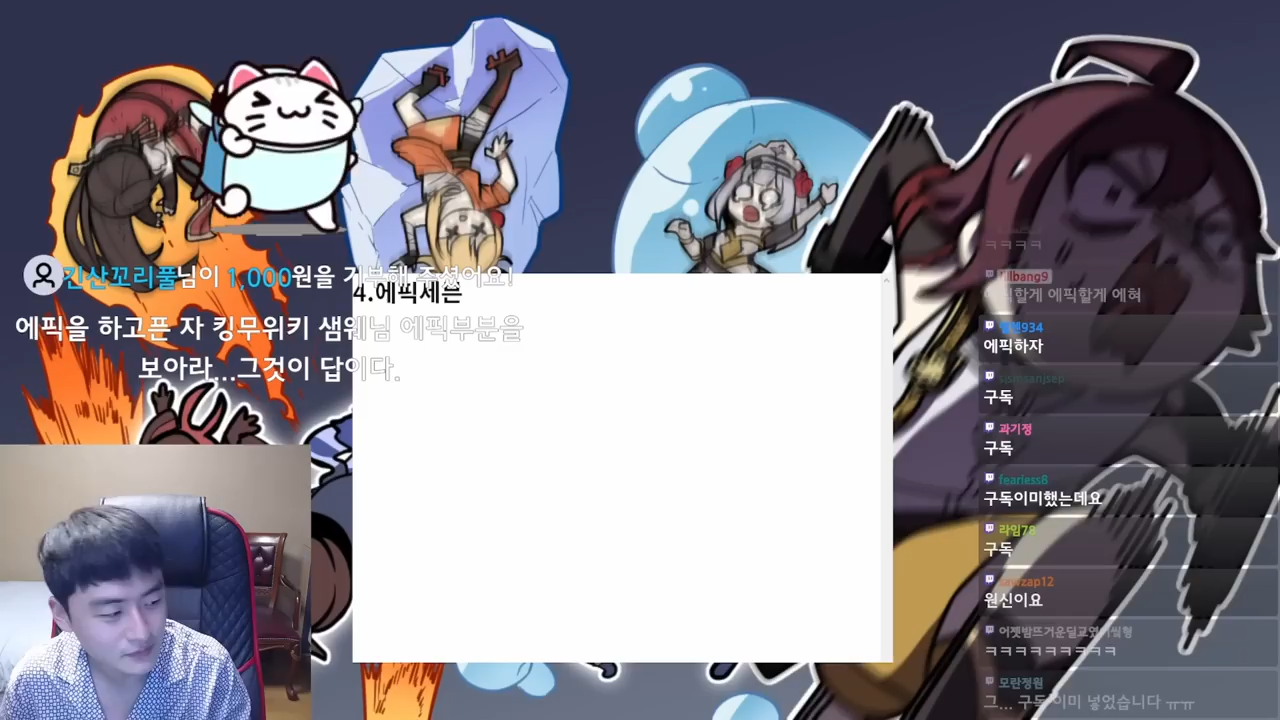 간산꼬리풀님이 1,000원을 기부해 주셨어요!
4.에픽세븐
에픽을 하고픈 자 킹무위키 샘웨님 에픽부분을
보아라...그것이 답이다.
ㅋㅋㅋㅋ
에픽할게 에혀
에픽하자
구독
과기정
구독
fearless8
구독이미했는데요
라임78
구독
원신이요
ㅋㅋㅋㅋㅋㅋㅋㅋㅋ
모란정원
그... 구독 이미 넣었습니다 ㅠㅠ